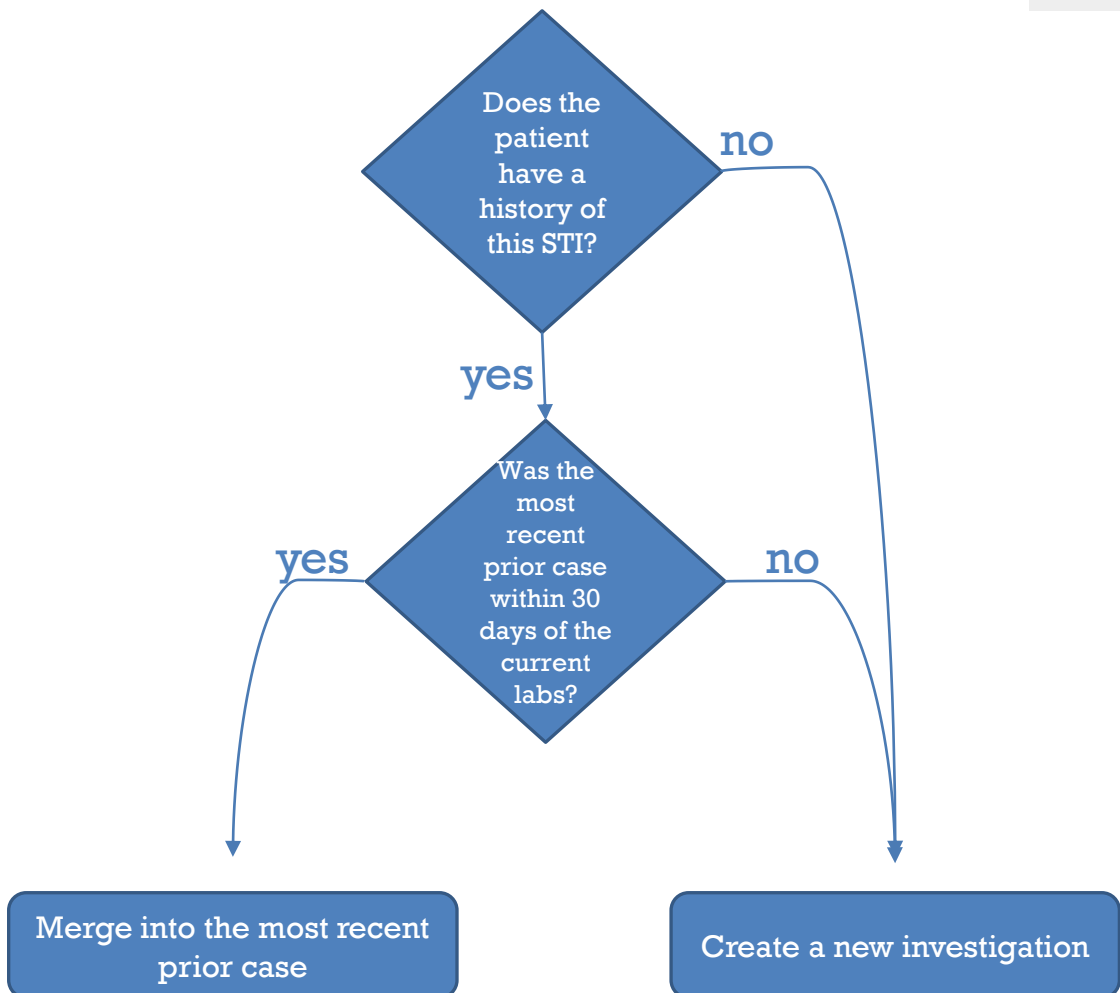 Does the
patient
have a
history of
this STI?
no
yes
Was the
most
recent
prior case
within 30
days of the
current
labs?
yes
no
Merge into the most recent
prior case
Create a new investigation